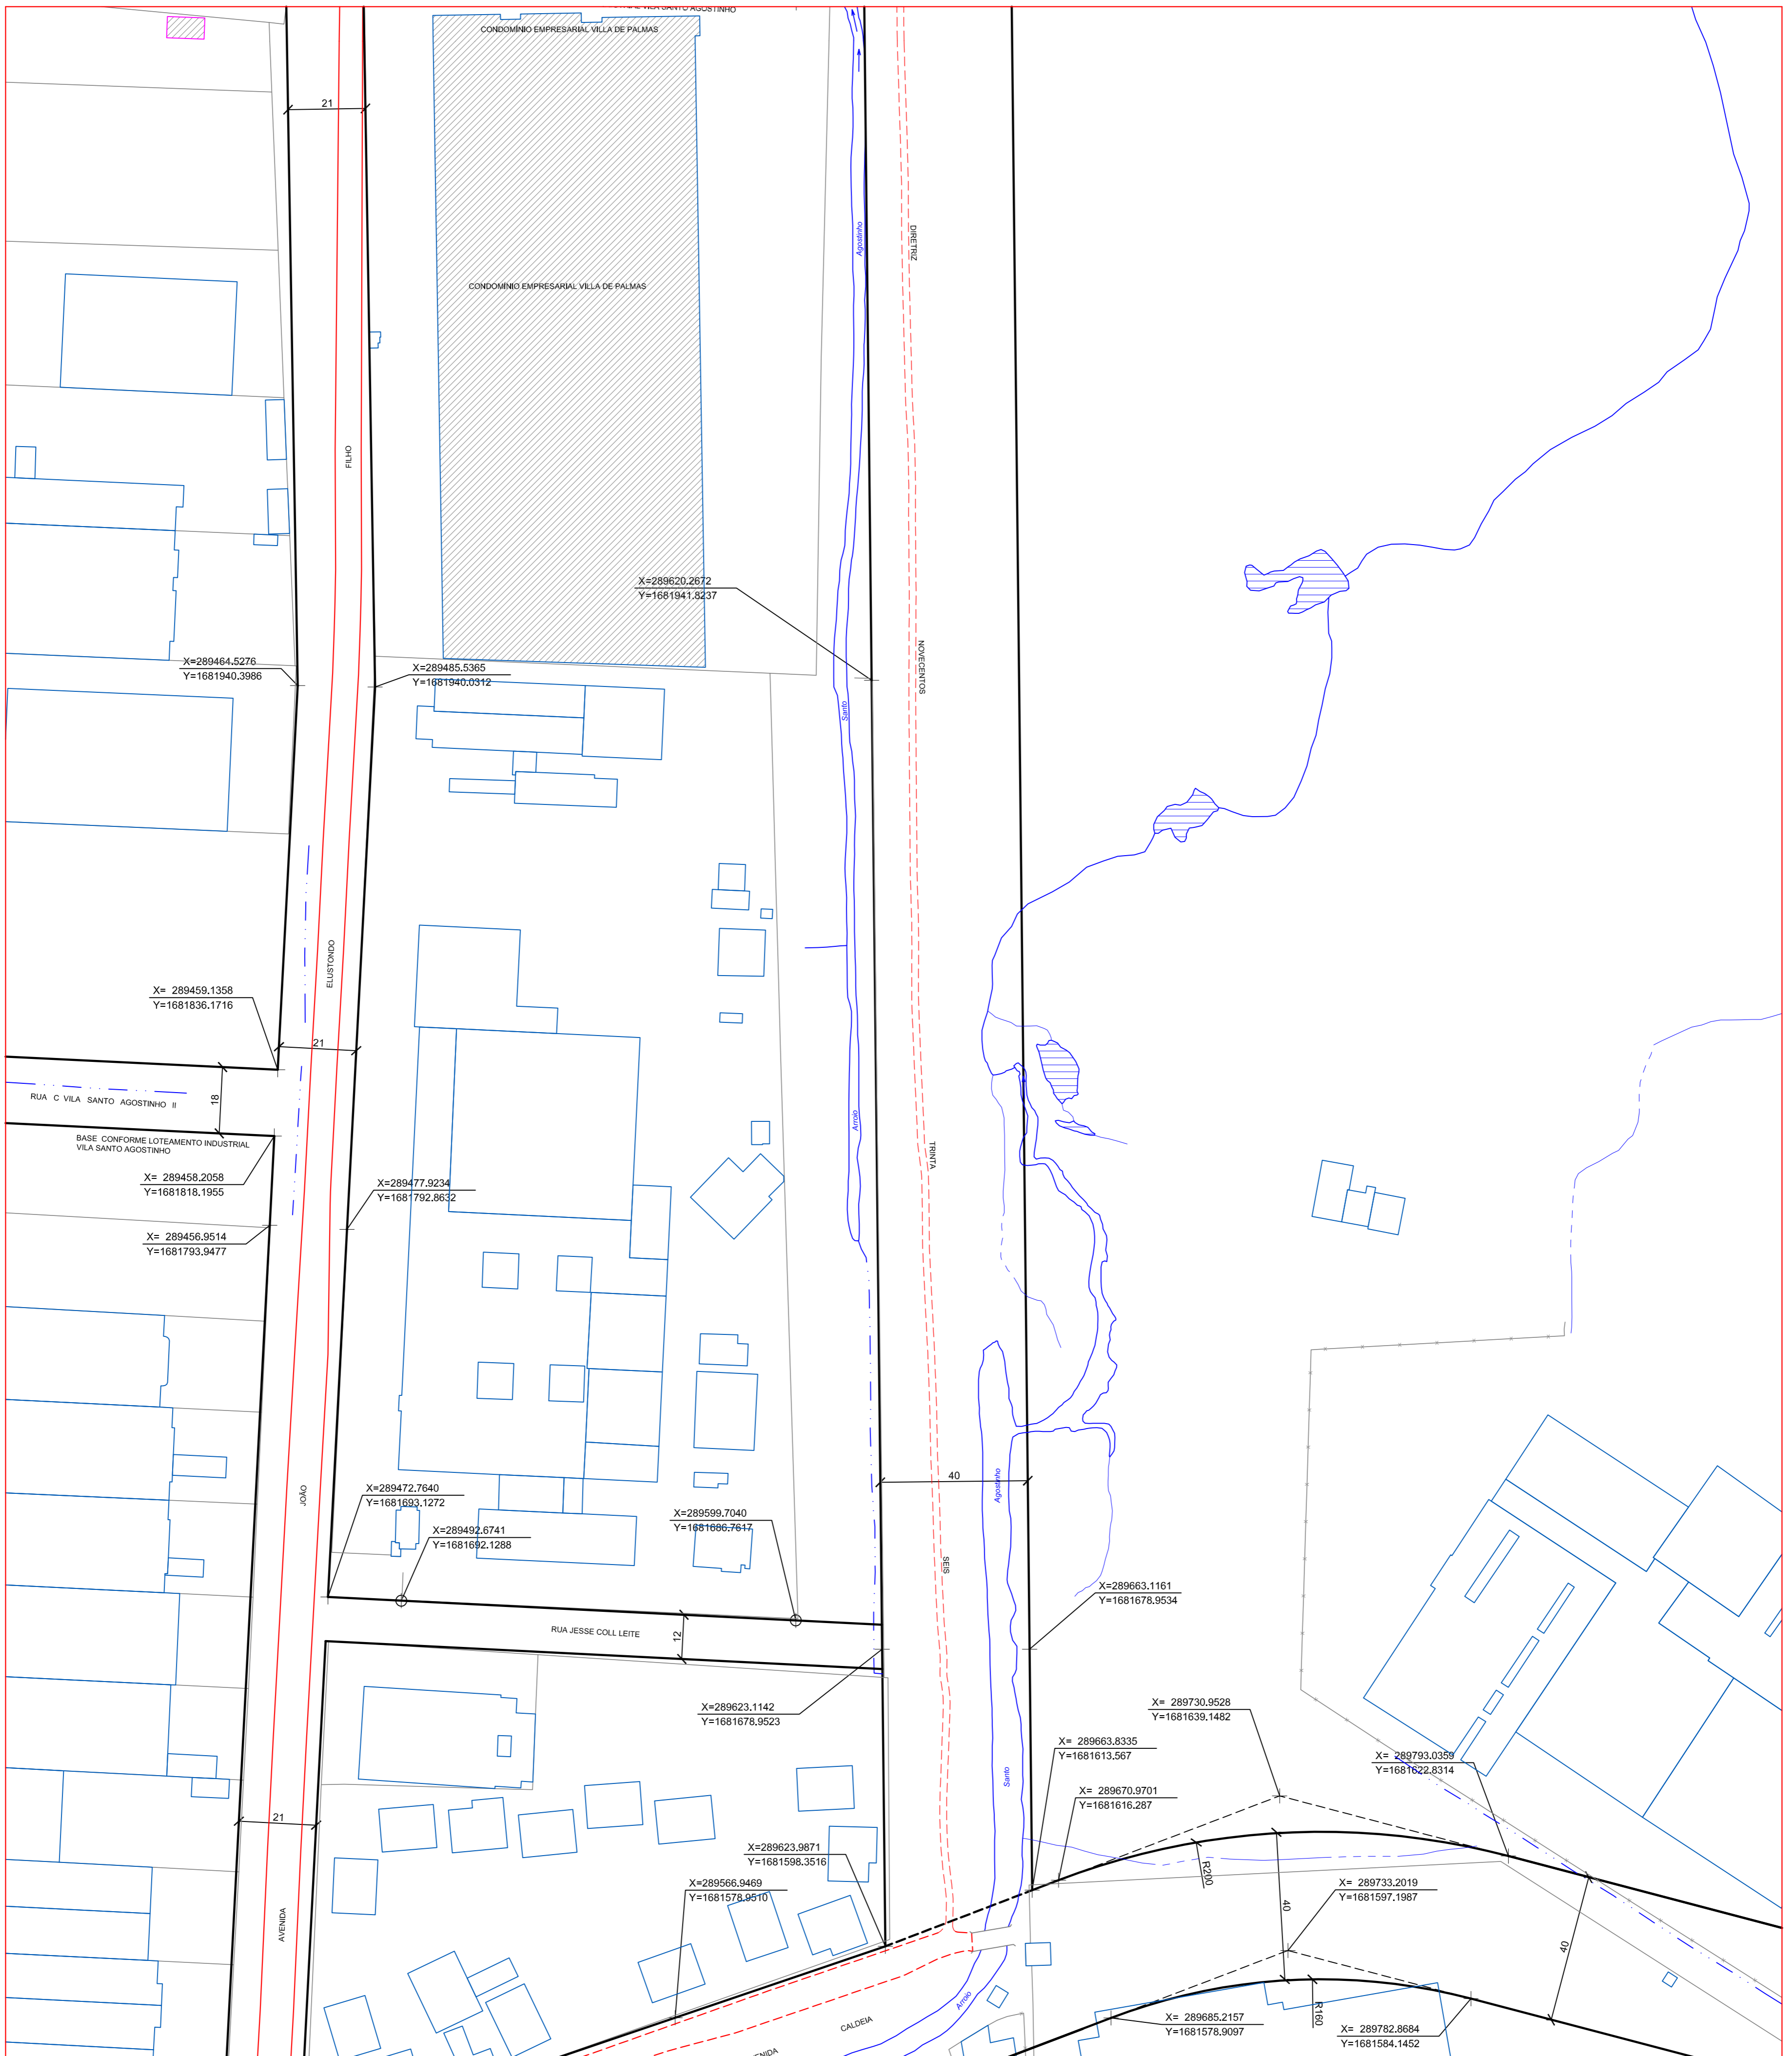 VILA SANTO AGOSTINHO
CONDOMÍNIO EMPRESARIAL VILLA DE PALMAS
21
Agostinho
DIRETRIZ
CONDOMÍNIO EMPRESARIAL VILLA DE PALMAS
FILHO
X=289620.2672
Y=1681941.8237
X=289464.5276
Y=1681940.3986
X=289485.5365
Y=1681940.0312
NOVECENTOS
Santo
ELUSTONDO
X= 289459.1358
Y=1681836.1716
21
18
RUA C VILA SANTO AGOSTINHO II
Arroio
BASE CONFORME LOTEAMENTO INDUSTRIAL
VILA SANTO AGOSTINHO
TRINTA
X= 289458.2058
Y=1681818.1955
X=289477.9234
Y=1681792.8632
X= 289456.9514
Y=1681793.9477
40
Agostinho
JOÃO
X=289472.7640
Y=1681693.1272
X=289492.6741
Y=1681692.1288
X=289599.7040
Y=1681686.7617
SEIS
X=289663.1161
Y=1681678.9534
RUA JESSE COLL LEITE
12
X=289623.1142
Y=1681678.9523
X= 289730.9528
Y=1681639.1482
X= 289663.8335
Y=1681613.567
X= 289793.0359
Y=1681622.8314
Santo
X= 289670.9701
Y=1681616.287
21
X=289623.9871
Y=1681598.3516
R200
X=289566.9469
Y=1681578.9510
40
X= 289733.2019
Y=1681597.1987
AVENIDA
40
Arroio
CALDEIA
R160
X= 289685.2157
Y=1681578.9097
X= 289782.8684
Y=1681584.1452
ENIDA